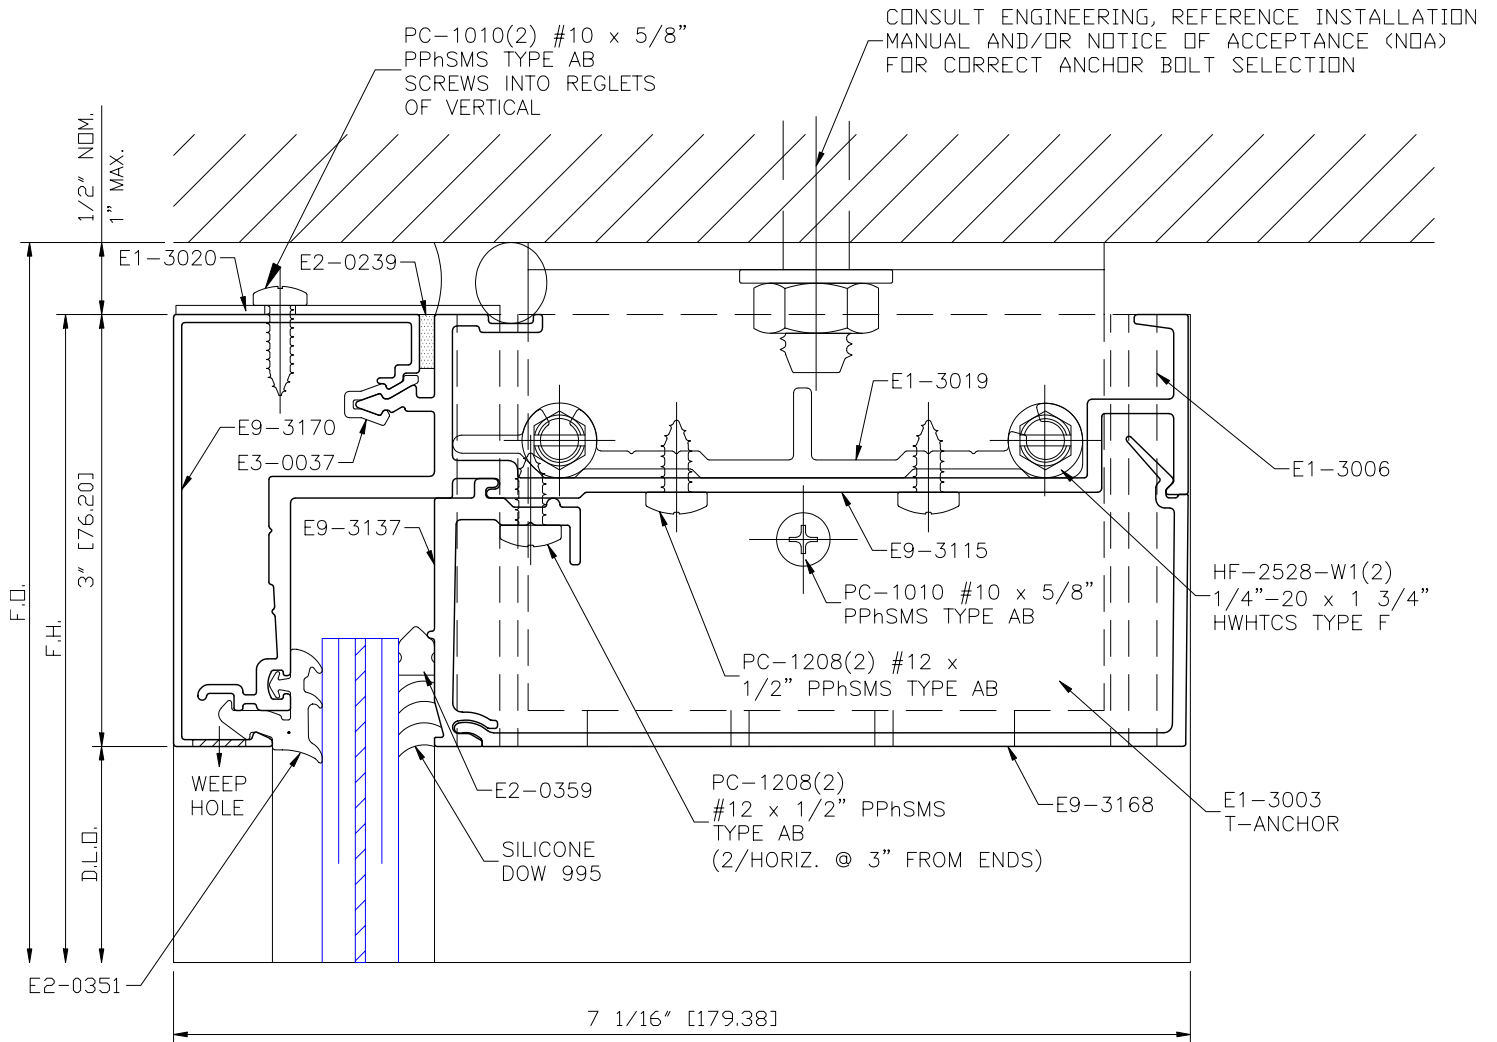 CONSULT ENGINEERING, REFERENCE INSTALLATION
MANUAL AND/OR NOTICE OF ACCEPTANCE (NOA)
FOR CORRECT ANCHOR BOLT SELECTION
PC-1010(2) #10 x 5/8"
PPhSMS TYPE AB
SCREWS INTO REGLETS
OF VERTICAL
1/2" NOM.
1" MAX.
E1-3020
E2-0239
E1-3019
E9-3170
E3-0037
E1-3006
3" [76.20]
E9-3137
E9-3115
F.O.
F.H.
PC-1010 #10 x 5/8"
PPhSMS TYPE AB
HF-2528-W1(2)
1/4"-20 x 1 3/4"
HWHTCS TYPE F
PC-1208(2) #12 x
1/2" PPhSMS TYPE AB
WEEP
HOLE
E2-0359
PC-1208(2)
#12 x 1/2" PPhSMS
TYPE AB
(2/HORIZ. @ 3" FROM ENDS)
E9-3168
E1-3003
T-ANCHOR
D.L.O.
SILICONE
DOW 995
E2-0351
7 1/16" [179.38]